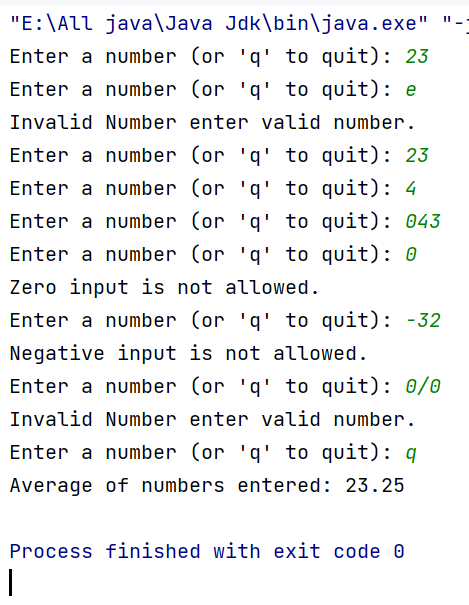 "E:\All java\Java Jdk\bin\java.exe" "-j
Enter a number (or 'q' to quit): 23
Enter a number (or 'q' to quit): e
Invalid Number enter valid number.
Enter a number (or 'q' to quit): 23
Enter a number (or 'q' to quit): 4
Enter a number (or 'q' to quit): 043
Enter a number (or 'q' to quit): 0
Zero input is not allowed.
Enter a number (or 'q' to quit): -32
Negative input is not allowed.
Enter a number (or 'q' to quit): 0/0
Invalid Number enter valid number.
Enter a number (or 'q' to quit): q
Average of numbers entered: 23.25
Process finished with exit code 0